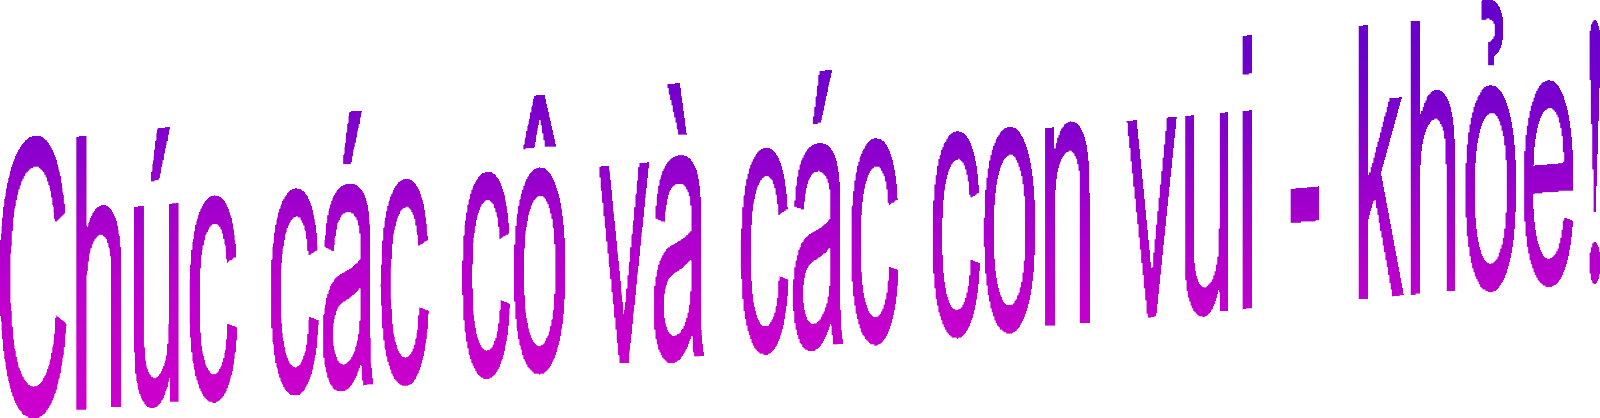 Chúc các cô và các con vui - khỏe!